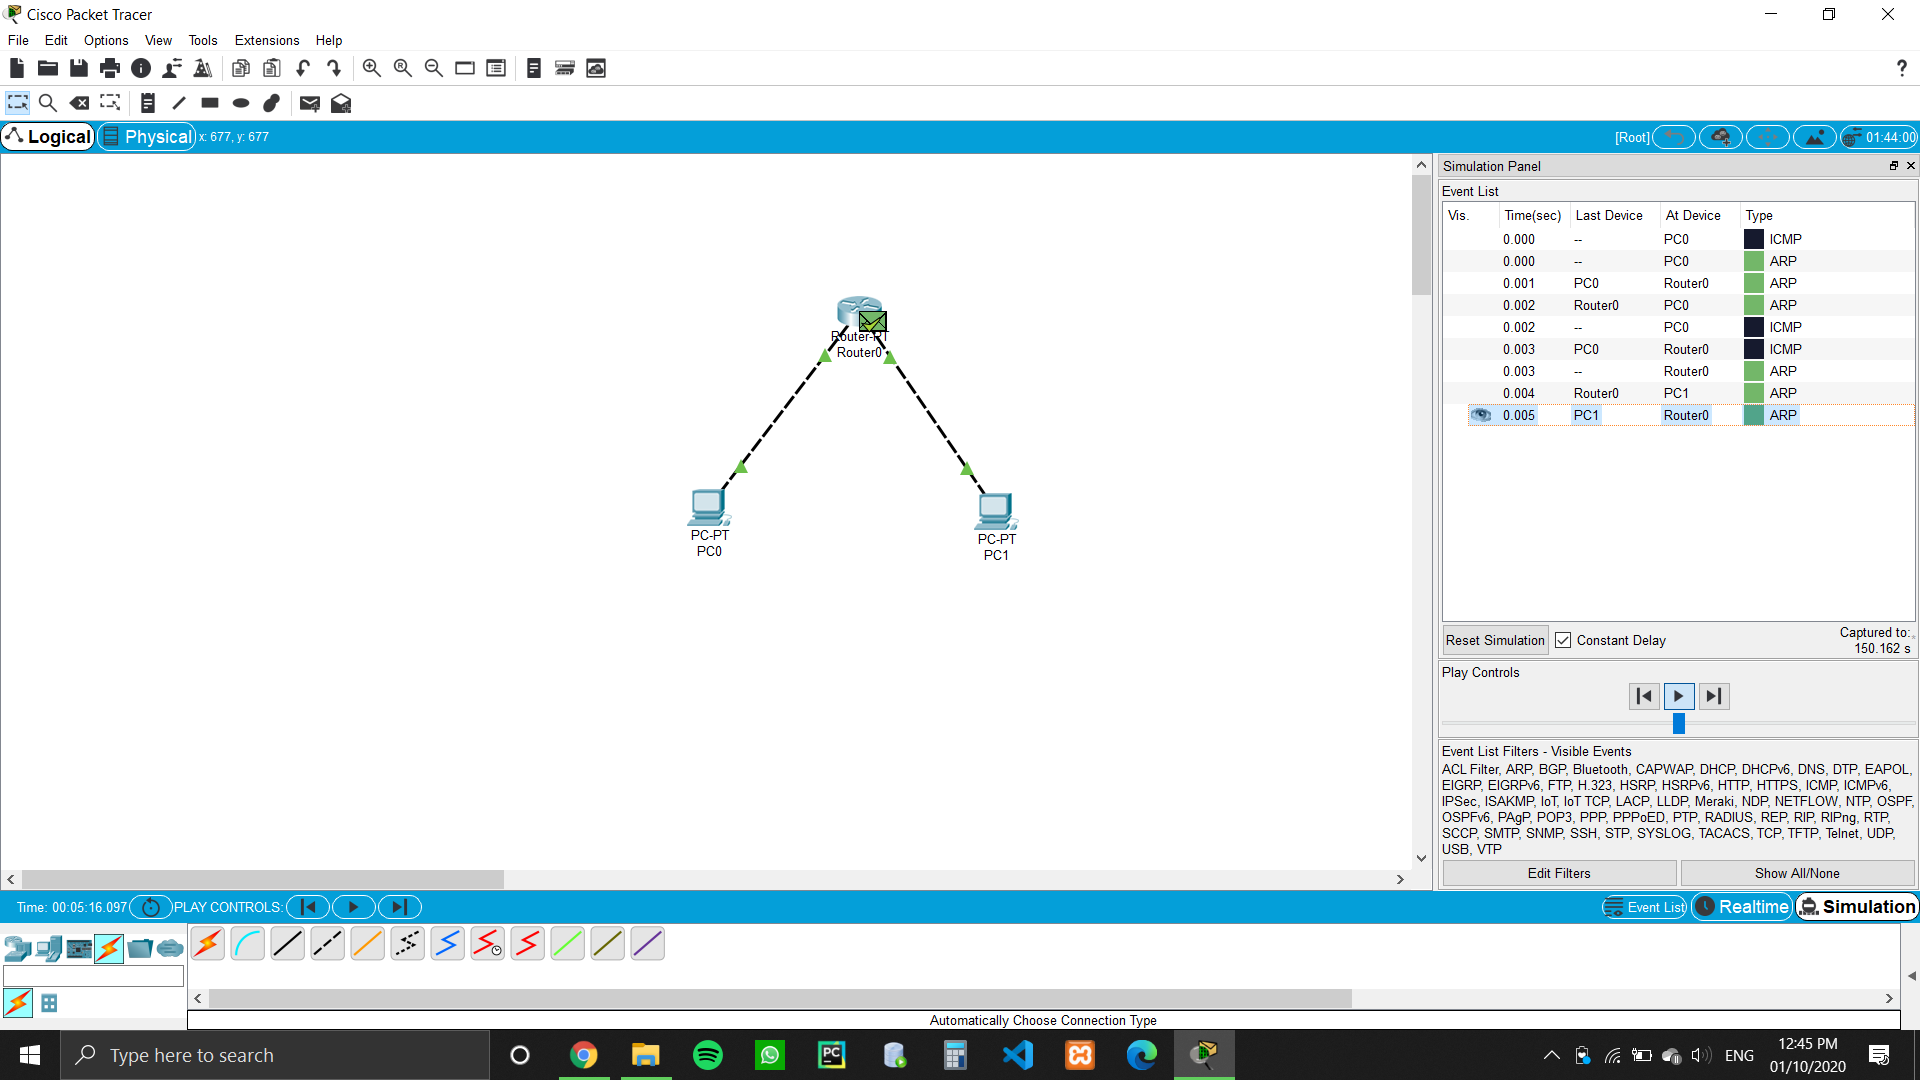 Cisco Packet Tracer
File Edit Options View Tools Extensions Help
?
Logical Physical x: 677, y: 677 [Root] 01:44:00
Simulation Panel
Event List
Vis. Time(sec) Last Device At Device Type
0.000 -- PC0 ICMP
0.000 -- PC0 ARP
0.001 PC0 Router0 ARP
0.002 Router0 PC0 ARP
0.002 -- PC0 ICMP
0.003 PC0 Router0 ICMP
0.003 -- Router0 ARP
0.004 Router0 PC1 ARP
0.005 PC1 Router0 ARP
Router-PT
Router0
PC-PT
PC0
PC-PT
PC1
Reset Simulation Constant Delay Captured to:
150.162 s
Play Controls
Event List Filters - Visible Events
ACL Filter, ARP, BGP, Bluetooth, CAPWAP, DHCP, DHCPv6, DNS, DTP, EAPOL,
EIGRP, EIGRPv6, FTP, H.323, HSRP, HSRPv6, HTTP, HTTPS, ICMP, ICMPv6,
IPSec, ISAKMP, IoT, IoT TCP, LACP, LLDP, Meraki, NDP, NETFLOW, NTP, OSPF,
OSPFv6, PAgP, POP3, PPP, PPPoED, PTP, RADIUS, REP, RIP, RIPng, RTP,
SCCP, SMTP, SNMP, SSH, STP, SYSLOG, TACACS, TCP, TFTP, Telnet, UDP,
USB, VTP
Edit Filters Show All/None
Time: 00:05:16.097 PLAY CONTROLS: Event List Realtime Simulation
Automatically Choose Connection Type
Type here to search ENG 12:45 PM
01/10/2020